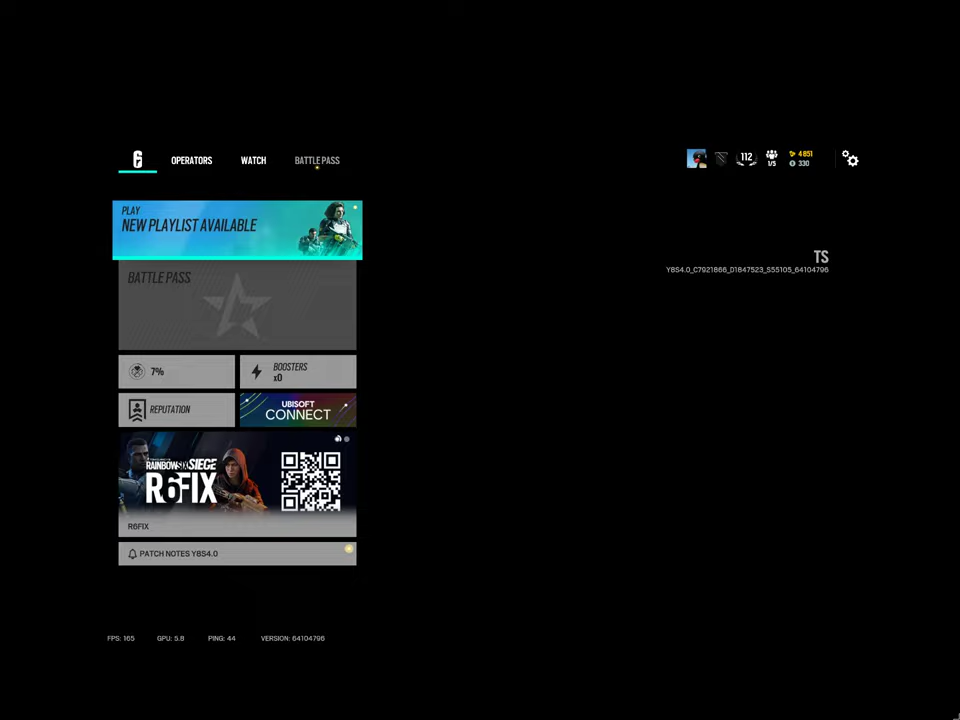 OPERATORS
WATCH
BATTLE PASS
112
1/5
4 851
330
PLAY
NEW PLAYLIST AVAILABLE
TS
Y8S4.0_C7921866_D1847523_S55105_64104796
BATTLE PASS
7%
BOOSTERS
x0
REPUTATION
UBISOFT
CONNECT
RAINBOW SIX SIEGE
R6FIX
R6FIX
PATCH NOTES Y8S4.0
FPS: 165
GPU: 5.8
PING: 44
VERSION: 64104796